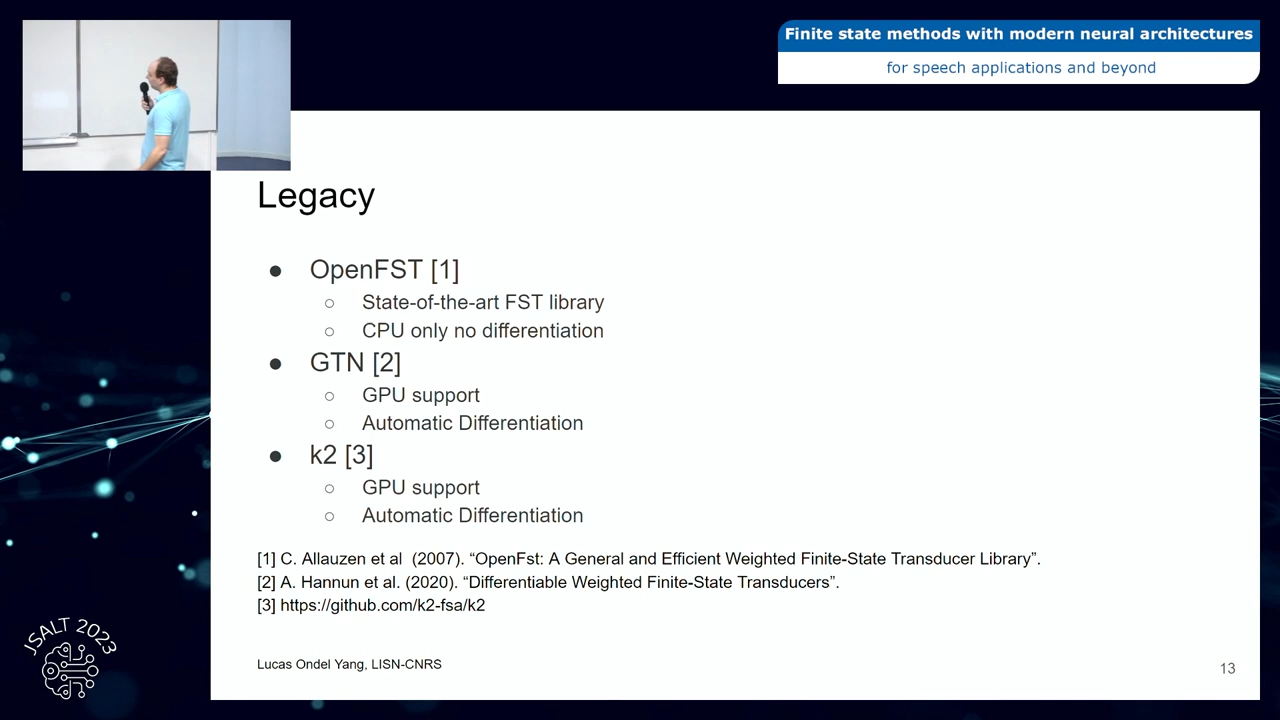 Finite state methods with modern neural architectures
for speech applications and beyond
Legacy
● OpenFST [1]
○ State-of-the-art FST library
○ CPU only no differentiation
● GTN [2]
○ GPU support
○ Automatic Differentiation
● k2 [3]
○ GPU support
○ Automatic Differentiation
[1] C. Allauzen et al (2007). “OpenFst: A General and Efficient Weighted Finite-State Transducer Library”.
[2] A. Hannun et al. (2020). “Differentiable Weighted Finite-State Transducers”.
[3] https://github.com/k2-fsa/k2
JSALT 2023
Lucas Ondel Yang, LISN-CNRS
13